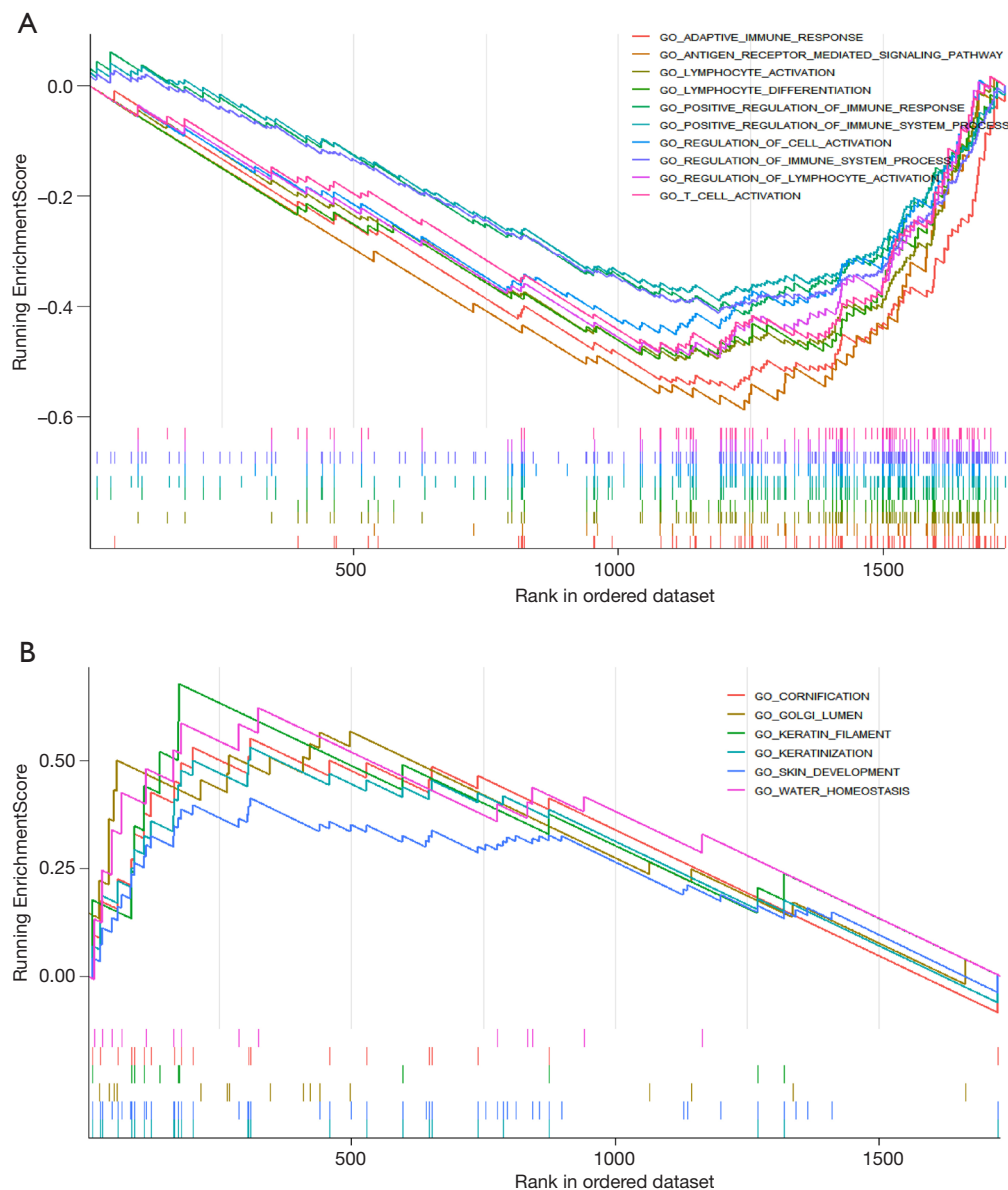 A
0.0
−0.2
−0.4
−0.6
Running EnrichmentScore
GO_ADAPTIVE_IMMUNE_RESPONSE
GO_ANTIGEN_RECEPTOR_MEDIATED_SIGNALING_PATHWAY
GO_LYMPHOCYTE_ACTIVATION
GO_LYMPHOCYTE_DIFFERENTIATION
GO_POSITIVE_REGULATION_OF_IMMUNE_RESPONSE
GO_POSITIVE_REGULATION_OF_IMMUNE_SYSTEM_PROCESS
GO_REGULATION_OF_CELL_ACTIVATION
GO_REGULATION_OF_IMMUNE_SYSTEM_PROCESS
GO_REGULATION_OF_LYMPHOCYTE_ACTIVATION
GO_T_CELL_ACTIVATION
500 1000 1500
Rank in ordered dataset
B
0.50
0.25
0.00
Running EnrichmentScore
GO_CORNIFICATION
GO_GOLGI_LUMEN
GO_KERATIN_FILAMENT
GO_KERATINIZATION
GO_SKIN_DEVELOPMENT
GO_WATER_HOMEOSTASIS
500 1000 1500
Rank in ordered dataset